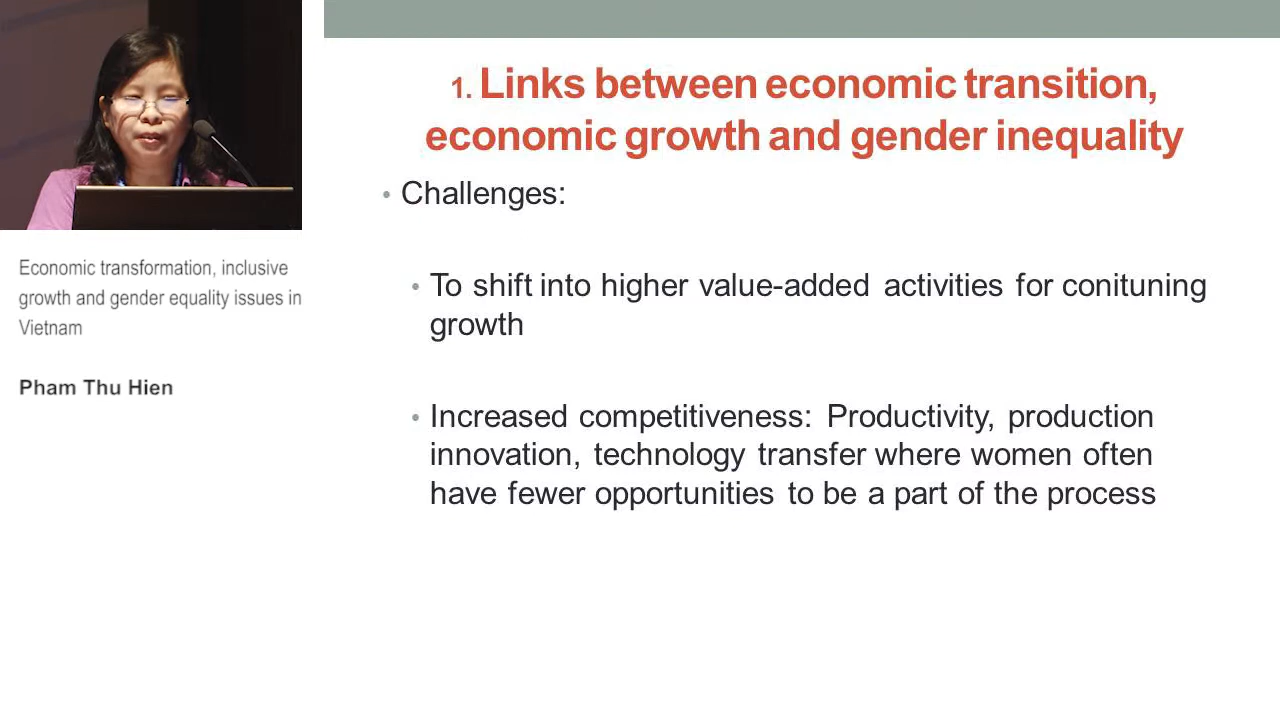 1. Links between economic transition,
economic growth and gender inequality
• Challenges:
• To shift into higher value-added activities for conituning
growth
• Increased competitiveness: Productivity, production
innovation, technology transfer where women often
have fewer opportunities to be a part of the process
Economic transformation, inclusive
growth and gender equality issues in
Vietnam
Pham Thu Hien